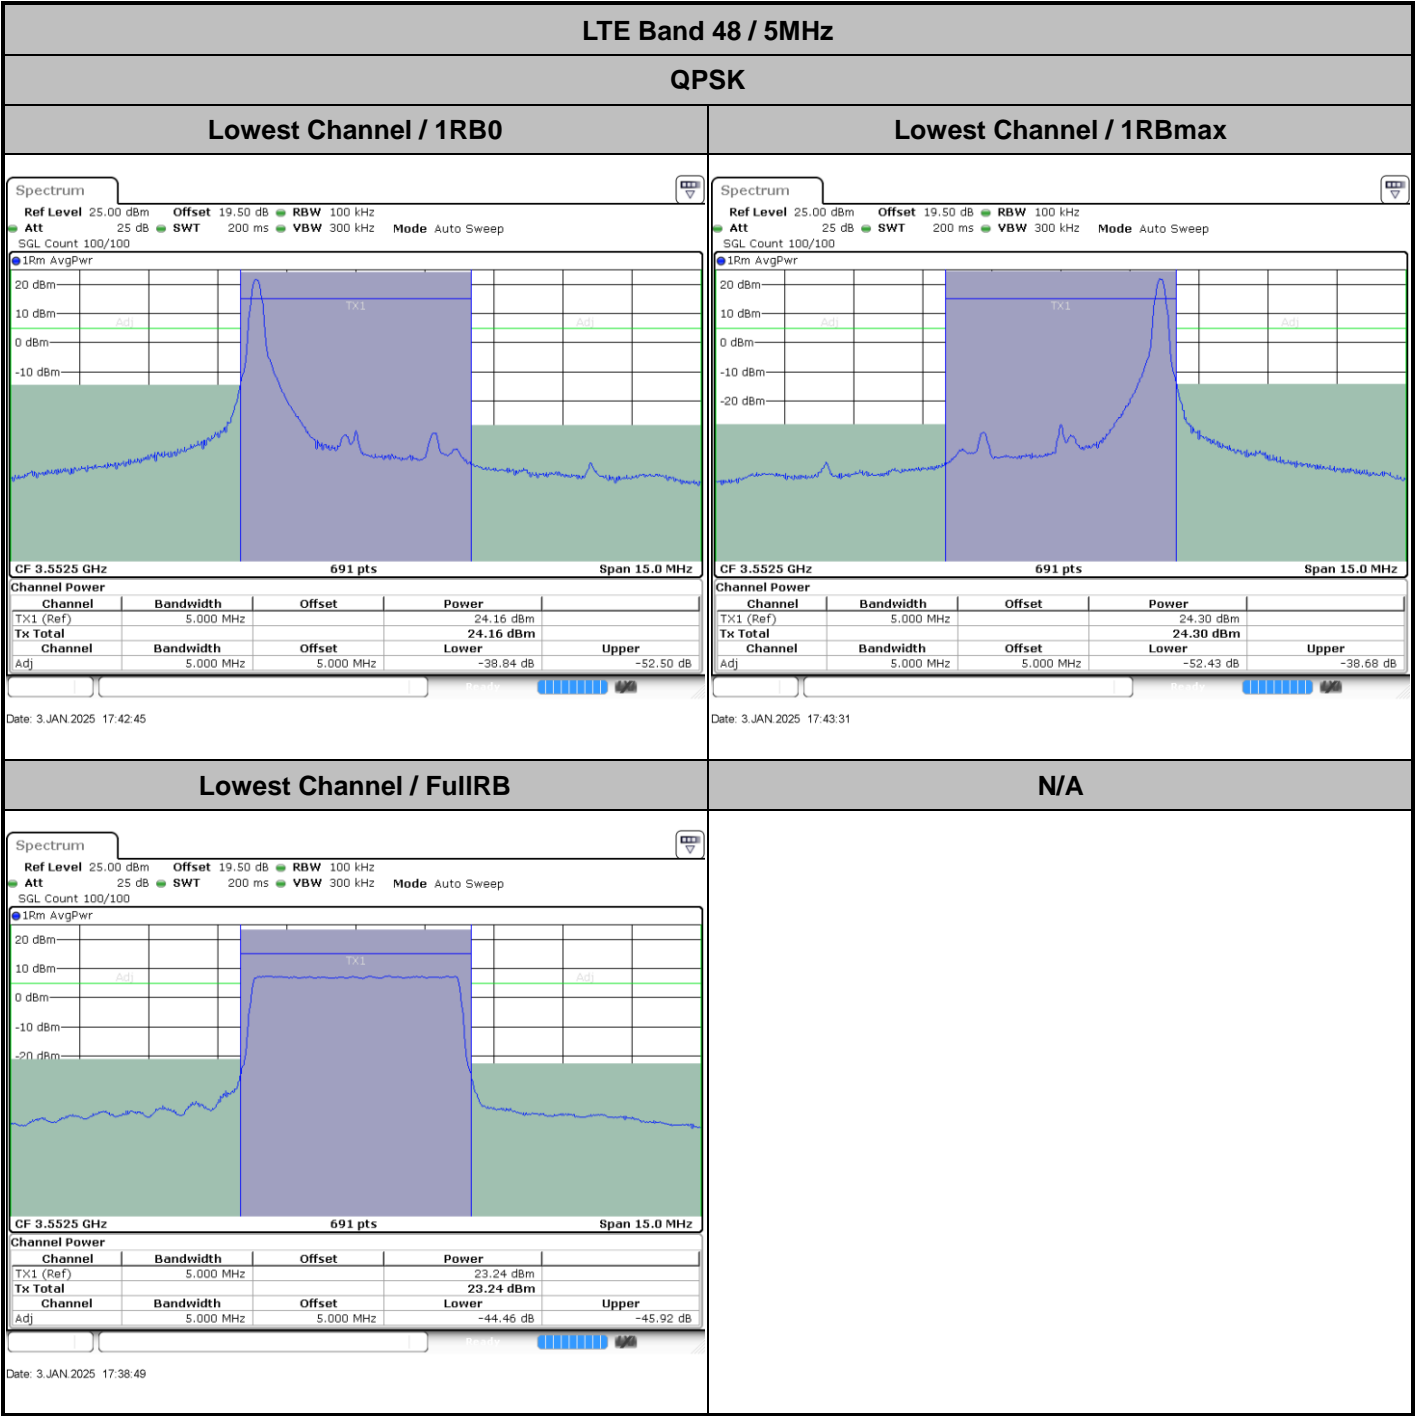 LTE Band 48 / 5MHz
QPSK
Lowest Channel / 1RB0
Lowest Channel / 1RBmax
Spectrum
Ref Level 25.00 dBm Offset 19.50 dB RBW 100 kHz
Att 25 dB SWT 200 ms VBW 300 kHz Mode Auto Sweep
SGL Count 100/100
1Rm AvgPwr
20 dBm
10 dBm
0 dBm
-10 dBm
Adj
TX1
Adj
CF 3.5525 GHz 691 pts Span 15.0 MHz
Channel Power
Channel Bandwidth Offset Power
TX1 (Ref) 5.000 MHz 24.16 dBm
Tx Total 24.16 dBm
Channel Bandwidth Offset Lower Upper
Adj 5.000 MHz 5.000 MHz -38.84 dB -52.50 dB
Ready
Date: 3.JAN.2025 17:42:45
Spectrum
Ref Level 25.00 dBm Offset 19.50 dB RBW 100 kHz
Att 25 dB SWT 200 ms VBW 300 kHz Mode Auto Sweep
SGL Count 100/100
1Rm AvgPwr
20 dBm
10 dBm
0 dBm
-10 dBm
-20 dBm
Adj
TX1
Adj
CF 3.5525 GHz 691 pts Span 15.0 MHz
Channel Power
Channel Bandwidth Offset Power
TX1 (Ref) 5.000 MHz 24.30 dBm
Tx Total 24.30 dBm
Channel Bandwidth Offset Lower Upper
Adj 5.000 MHz 5.000 MHz -52.43 dB -38.68 dB
Ready
Date: 3.JAN.2025 17:43:31
Lowest Channel / FullRB
N/A
Spectrum
Ref Level 25.00 dBm Offset 19.50 dB RBW 100 kHz
Att 25 dB SWT 200 ms VBW 300 kHz Mode Auto Sweep
SGL Count 100/100
1Rm AvgPwr
20 dBm
10 dBm
0 dBm
-10 dBm
-20 dBm
Adj
TX1
Adj
CF 3.5525 GHz 691 pts Span 15.0 MHz
Channel Power
Channel Bandwidth Offset Power
TX1 (Ref) 5.000 MHz 23.24 dBm
Tx Total 23.24 dBm
Channel Bandwidth Offset Lower Upper
Adj 5.000 MHz 5.000 MHz -44.46 dB -45.92 dB
Ready
Date: 3.JAN.2025 17:38:49